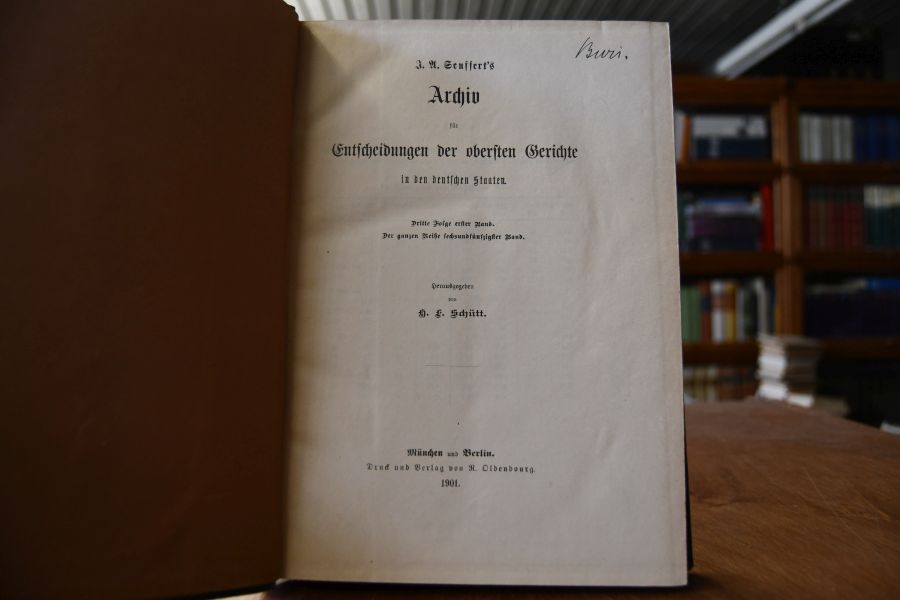 Buri.
J. A. Seuffert's
Archiv
für
Entscheidungen der obersten Gerichte
in den deutschen Staaten.
Dritte Folge erster Band.
Der ganzen Reihe sechsundfünfzigster Band.
Herausgegeben
von
H. F. Schütt.
München und Berlin.
Druck und Verlag von R. Oldenbourg.
1901.